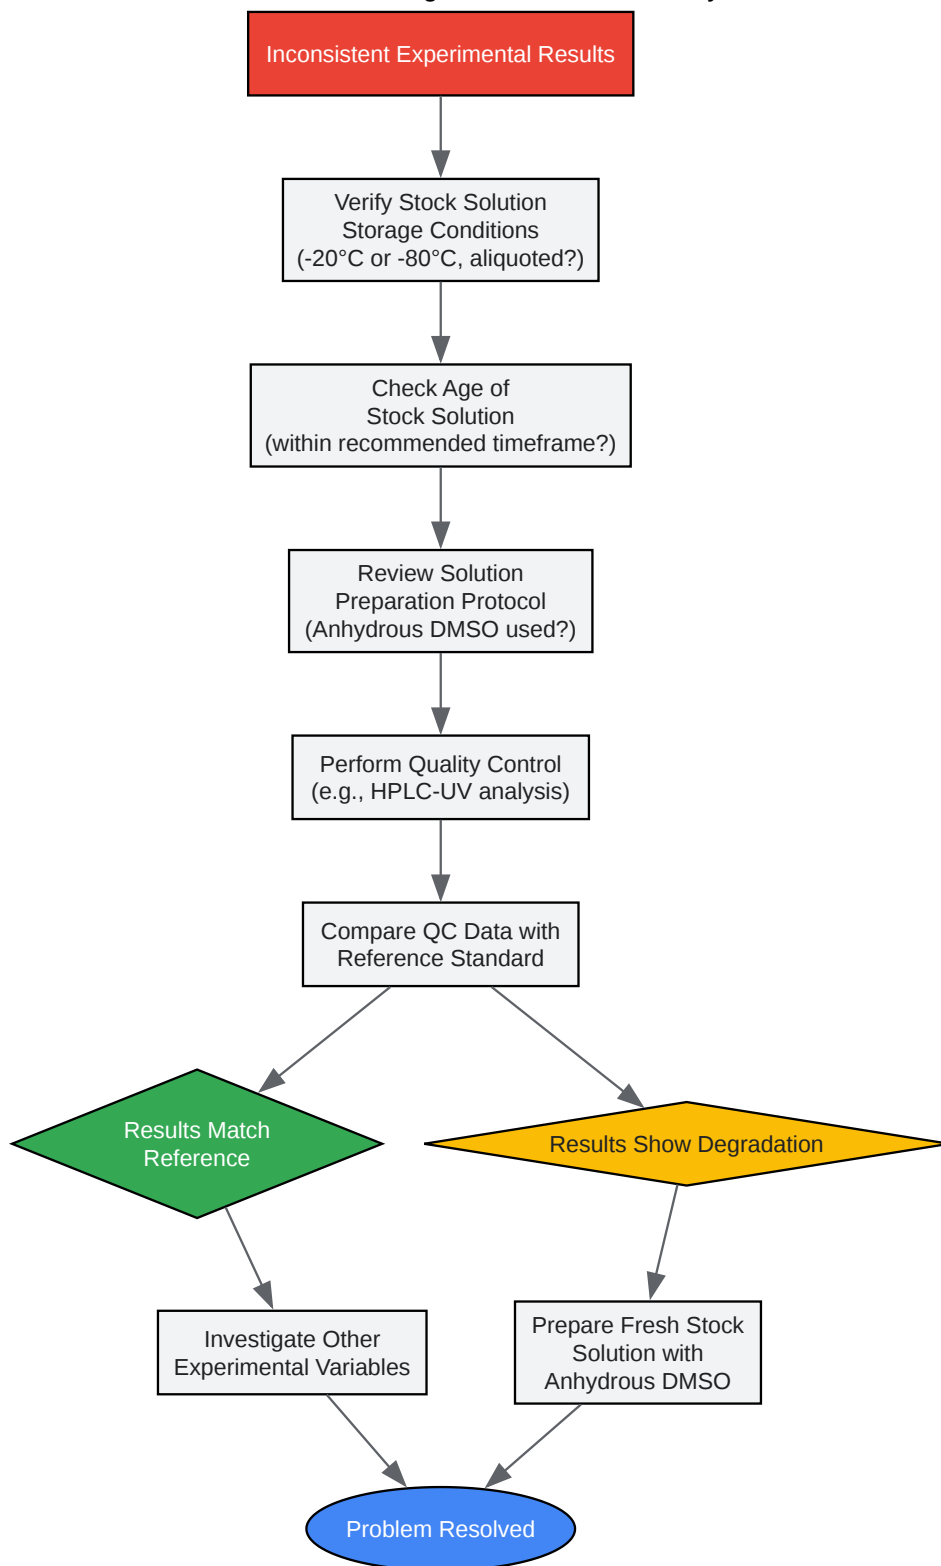 Inconsistent Experimental Results
Verify Stock Solution
Storage Conditions
(-20°C or -80°C, aliquoted?)
Check Age of
Stock Solution
(within recommended timeframe?)
Review Solution
Preparation Protocol
(Anhydrous DMSO used?)
Perform Quality Control
(e.g., HPLC-UV analysis)
Compare QC Data with
Reference Standard
Results Match
Reference
Results Show Degradation
Investigate Other
Experimental Variables
Prepare Fresh Stock
Solution with
Anhydrous DMSO
Problem Resolved